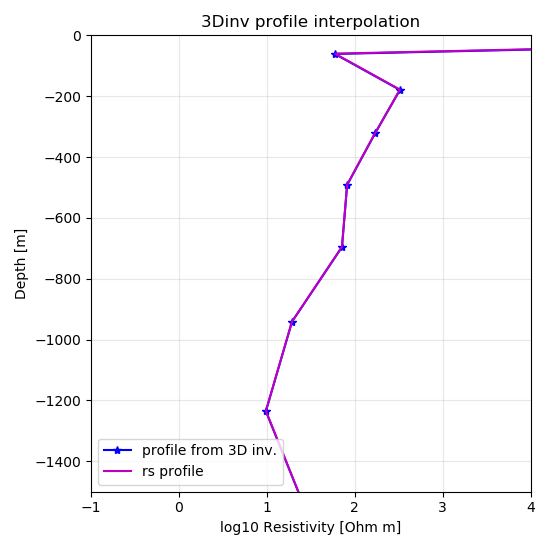 3Dinv profile interpolation
0
−200
−400
−600
−800
−1000
−1200
−1400
Depth [m]
profile from 3D inv.
rs profile
−1 0 1 2 3 4
log10 Resistivity [Ohm m]